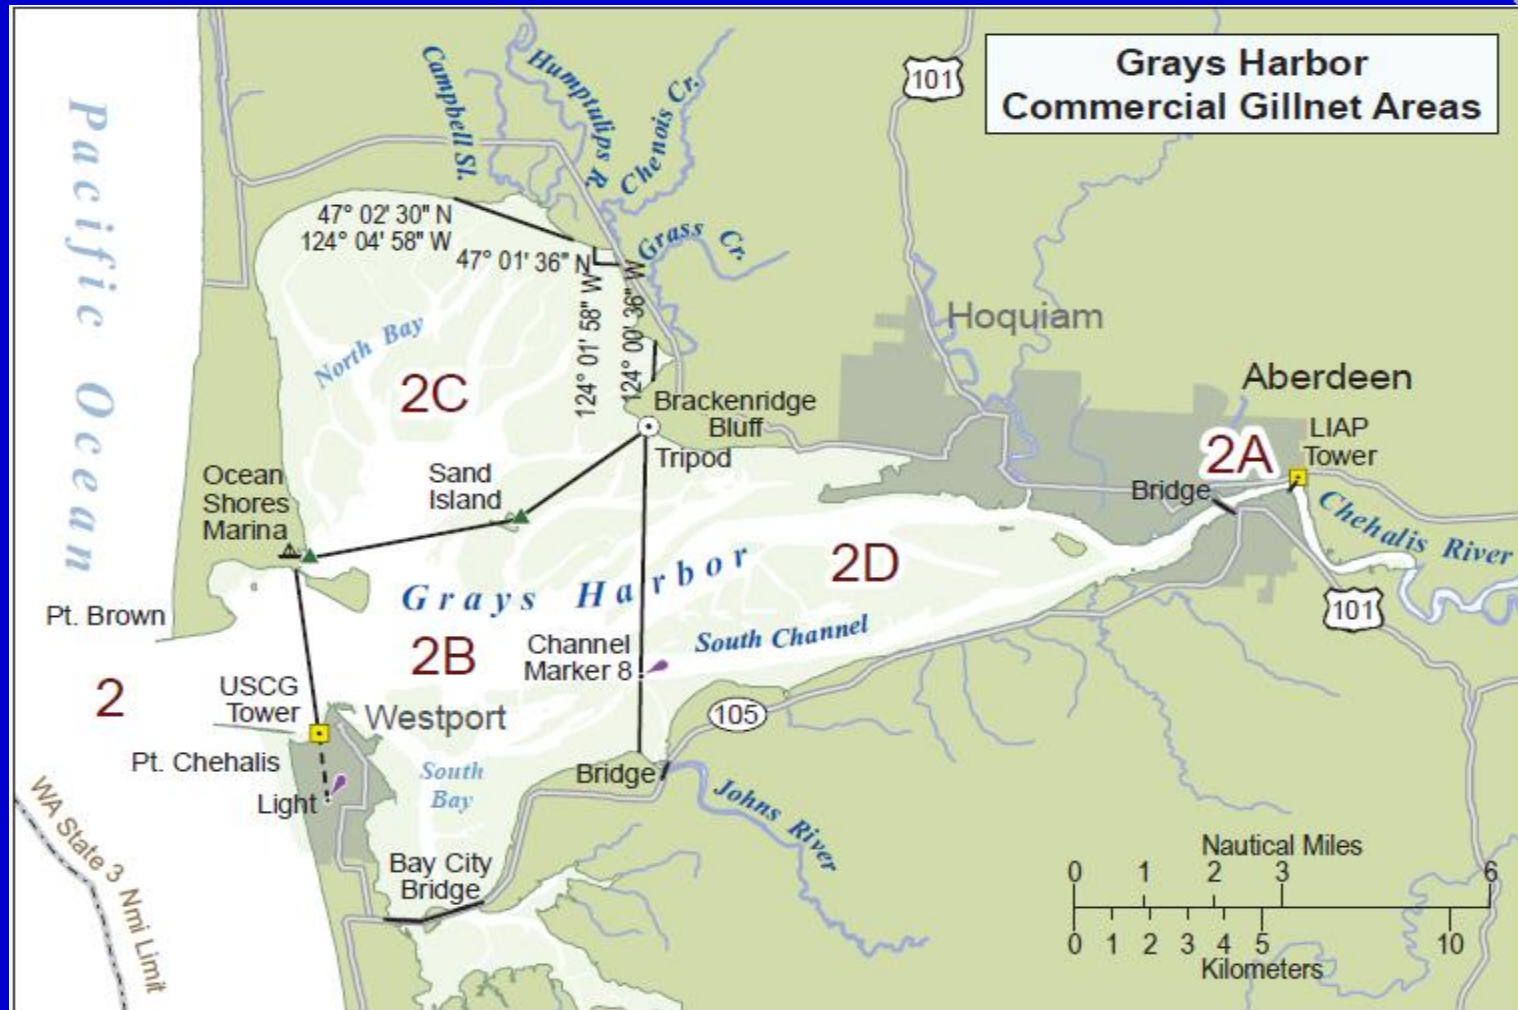 Grays Harbor
Commercial Gillnet Areas
101
Campbell Sl.
Humptulips R.
Chenois Cr.
Grass Cr.
Pacific Ocean
47° 02' 30" N
124° 04' 58" W
47° 01' 36" N
124° 01' 58" W
124° 00' 36" W
North Bay
2C
Hoquiam
Aberdeen
Brackenridge
Bluff
Tripod
LIAP
Tower
2A
Bridge
Chehalis River
Ocean
Shores
Marina
Sand
Island
Grays Harbor
2D
101
Pt. Brown
South Channel
Channel
Marker 8
2B
2
USCG
Tower
Westport
105
Pt. Chehalis
South
Bay
Bridge
Light
Johns River
WA State 3 Nmi Limit
Bay City
Bridge
Nautical Miles
0 1 2 3 6
0 1 2 3 4 5 10
Kilometers